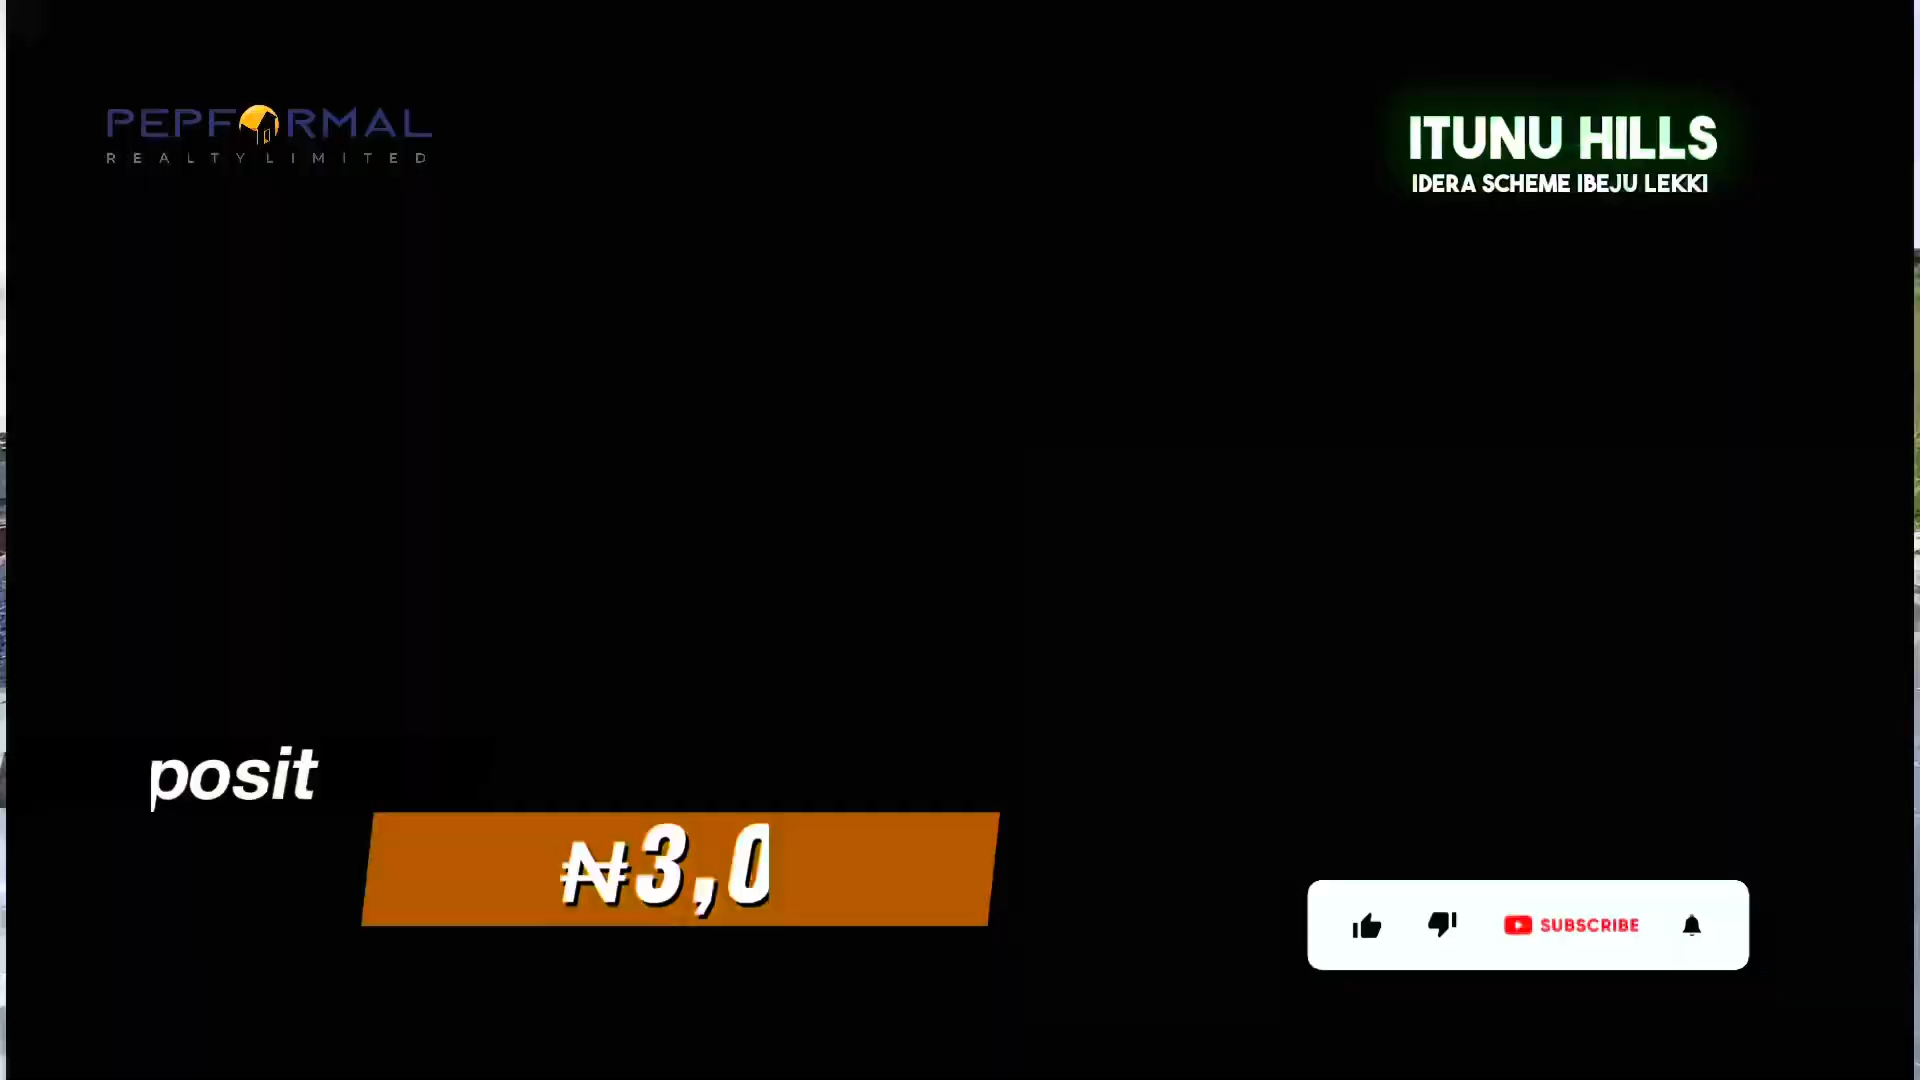 PEPFORMAL
REALTY LIMITED
ITUNU HILLS
IDERA SCHEME IBEJU LEKKI
posit
₦3,0
SUBSCRIBE